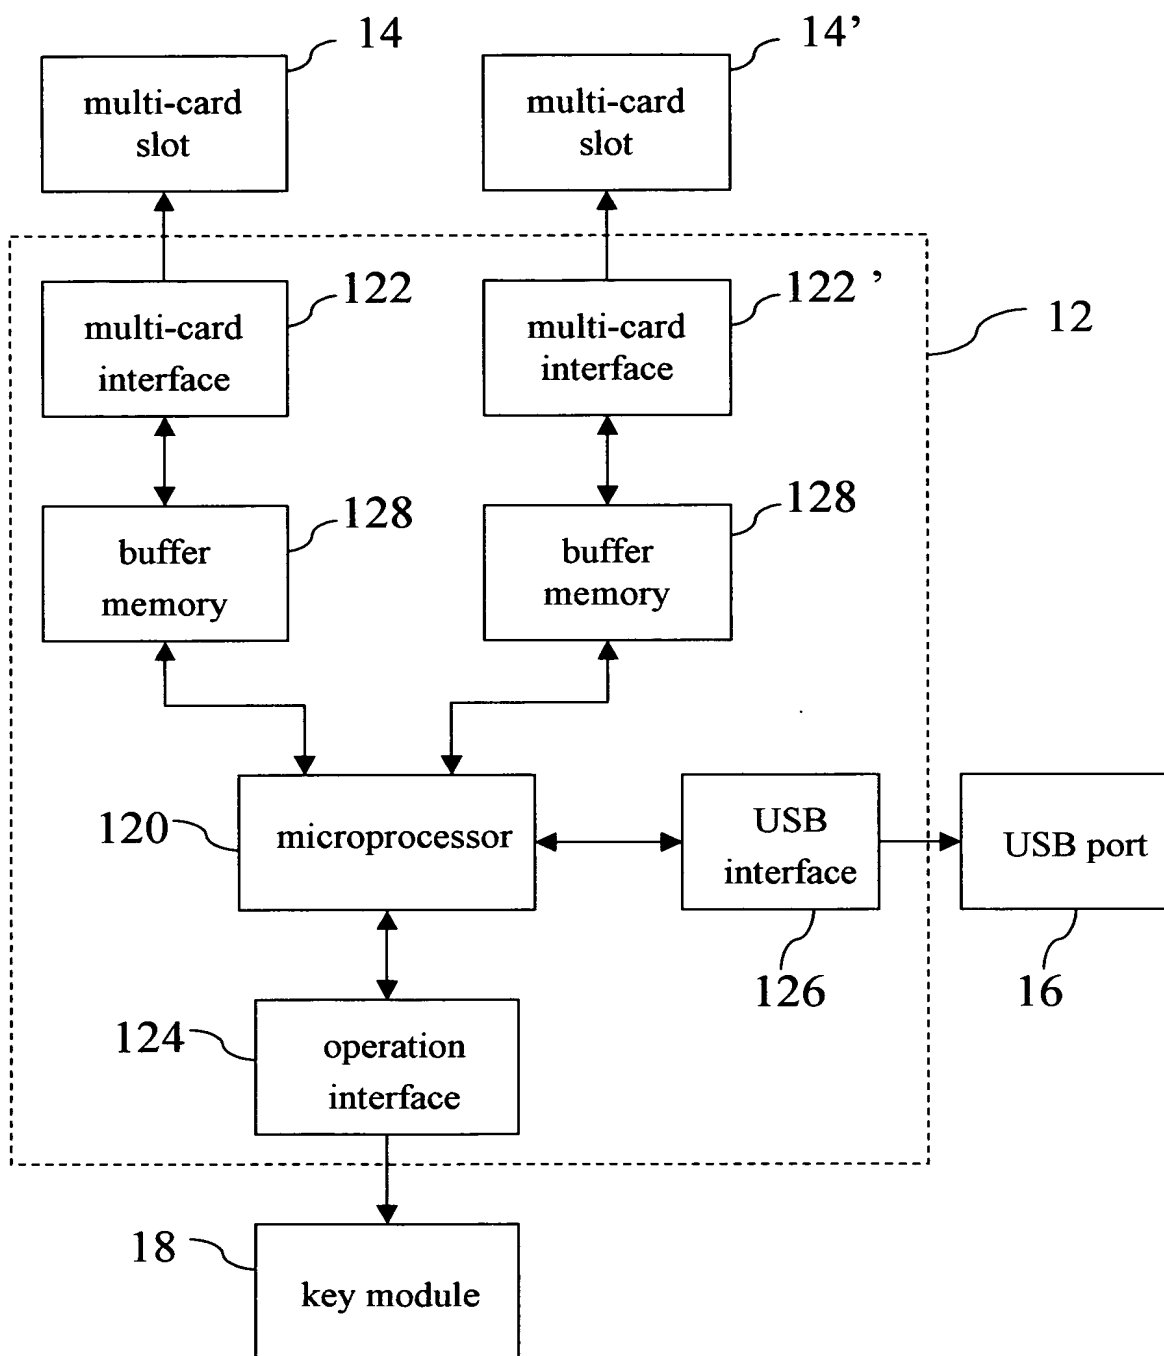 14
14’
multi-card
slot
multi-card
slot
122
122 ’
12
multi-card
interface
multi-card
interface
128
128
buffer
memory
buffer
memory
120
microprocessor
USB
interface
USB port
126
16
124
operation
interface
18
key module